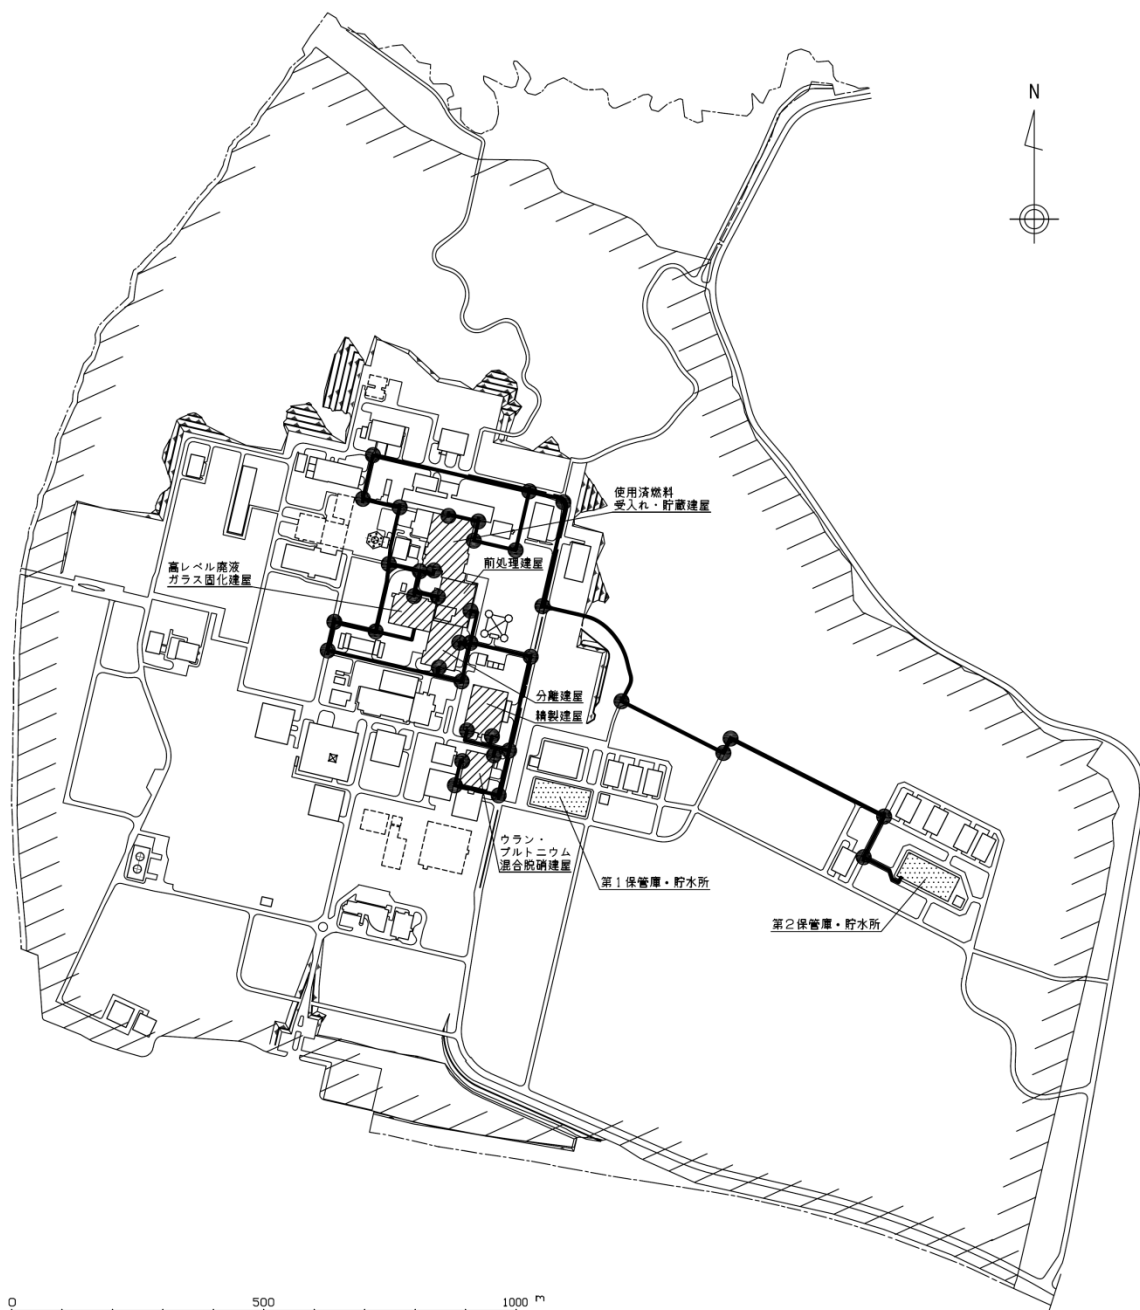 N
使用済燃料
受入れ・貯蔵建屋
前処理建屋
高レベル廃液
ガラス固化建屋
分離建屋
精製建屋
ウラン・
プルトニウム
混合脱硝建屋
第1保管庫・貯水所
第2保管庫・貯水所
0 500 1000 m